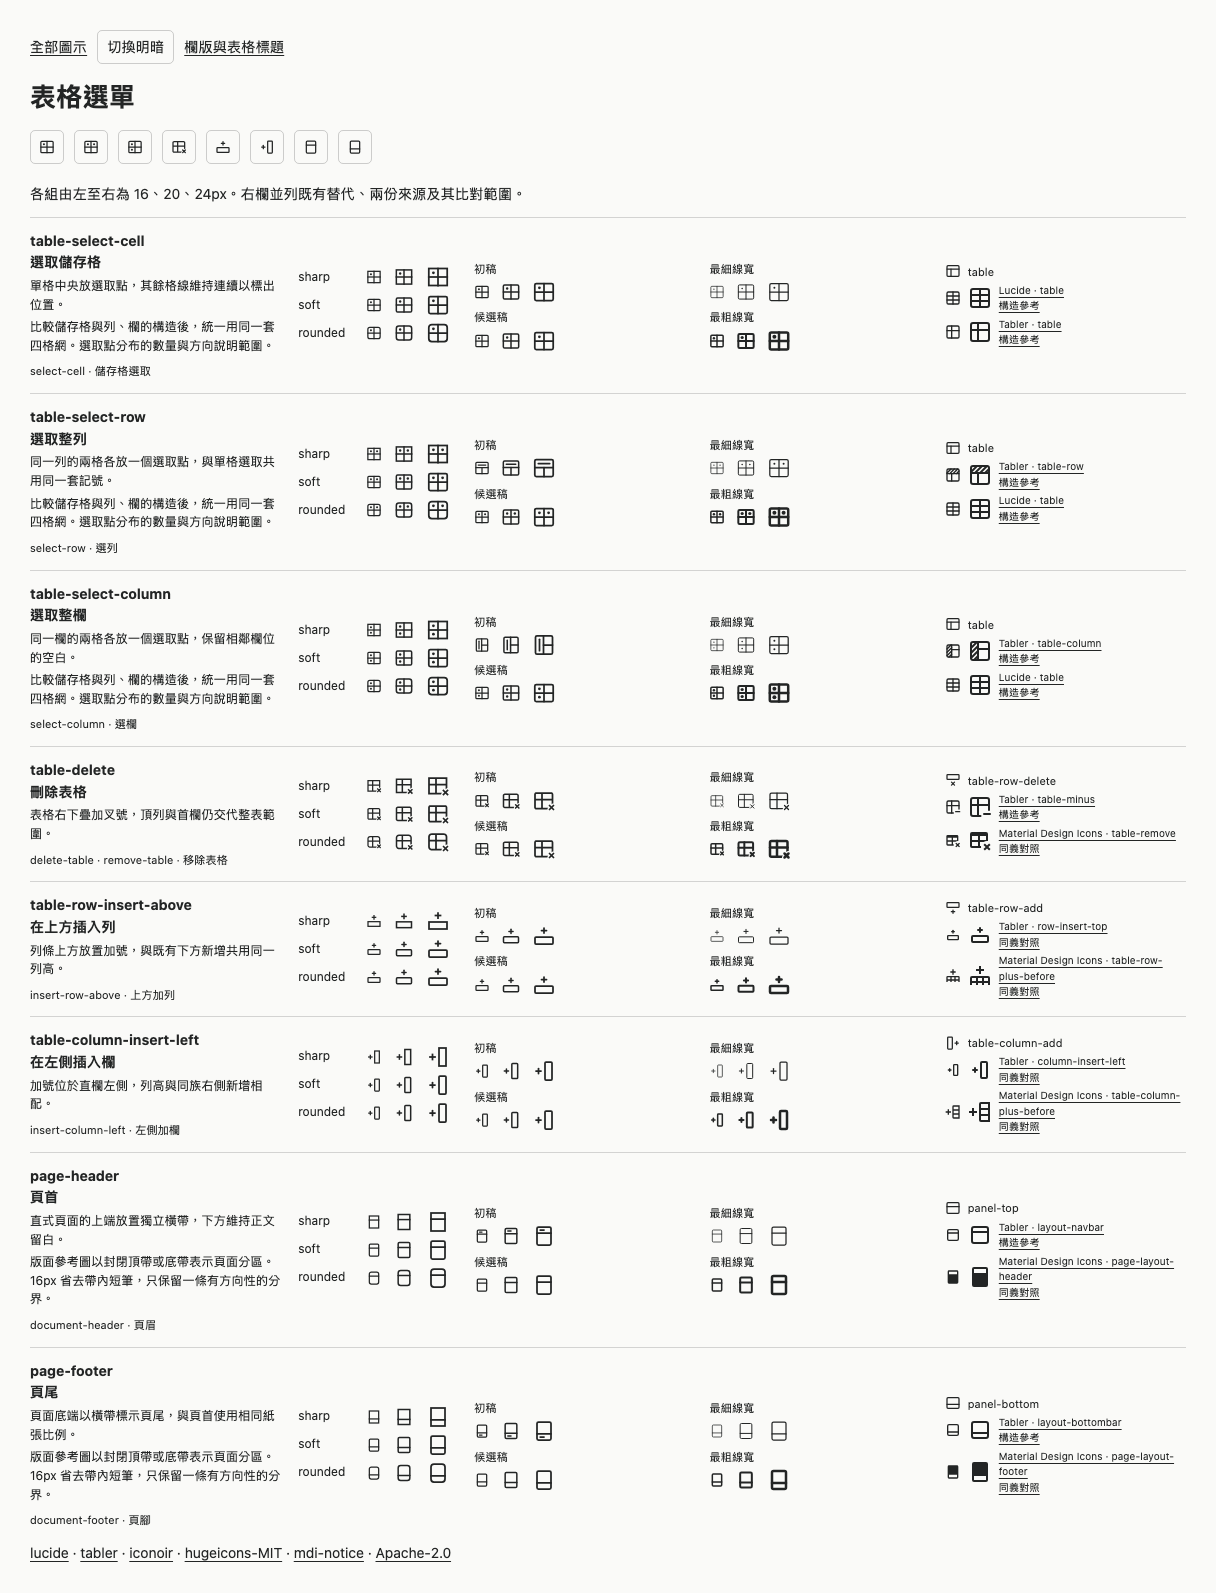 全部圖示 切換明暗 欄版與表格標題
表格選單
各組由左至右為 16、20、24px。右欄並列既有替代、兩份來源及其比對範圍。
table-select-cell
選取儲存格
單格中央放選取點，其餘格線維持連續以標出
位置。
比較儲存格與列、欄的構造後，統一用同一套
四格網。選取點分布的數量與方向說明範圍。
select-cell · 儲存格選取
sharp
soft
rounded
初稿
候選稿
最細線寬
最粗線寬
table
Lucide · table
構造參考
Tabler · table
構造參考
table-select-row
選取整列
同一列的兩格各放一個選取點，與單格選取共
用同一套記號。
比較儲存格與列、欄的構造後，統一用同一套
四格網。選取點分布的數量與方向說明範圍。
select-row · 選列
sharp
soft
rounded
初稿
候選稿
最細線寬
最粗線寬
table
Tabler · table-row
構造參考
Lucide · table
構造參考
table-select-column
選取整欄
同一欄的兩格各放一個選取點，保留相鄰欄位
的空白。
比較儲存格與列、欄的構造後，統一用同一套
四格網。選取點分布的數量與方向說明範圍。
select-column · 選欄
sharp
soft
rounded
初稿
候選稿
最細線寬
最粗線寬
table
Tabler · table-column
構造參考
Lucide · table
構造參考
table-delete
刪除表格
表格右下疊加叉號，頂列與首欄仍交代整表範
圍。
delete-table · remove-table · 移除表格
sharp
soft
rounded
初稿
候選稿
最細線寬
最粗線寬
table-row-delete
Tabler · table-minus
構造參考
Material Design Icons · table-remove
同義對照
table-row-insert-above
在上方插入列
列條上方放置加號，與既有下方新增共用同一
列高。
insert-row-above · 上方加列
sharp
soft
rounded
初稿
候選稿
最細線寬
最粗線寬
table-row-add
Tabler · row-insert-top
同義對照
Material Design Icons · table-row-
plus-before
同義對照
table-column-insert-left
在左側插入欄
加號位於直欄左側，列高與同族右側新增相
配。
insert-column-left · 左側加欄
sharp
soft
rounded
初稿
候選稿
最細線寬
最粗線寬
table-column-add
Tabler · column-insert-left
同義對照
Material Design Icons · table-column-
plus-before
同義對照
page-header
頁首
直式頁面的上端放置獨立橫帶，下方維持正文
留白。
版面參考圖以封閉頂帶或底帶表示頁面分區。
16px 省去帶內短筆，只保留一條有方向性的分
界。
document-header · 頁眉
sharp
soft
rounded
初稿
候選稿
最細線寬
最粗線寬
panel-top
Tabler · layout-navbar
構造參考
Material Design Icons · page-layout-
header
同義對照
page-footer
頁尾
頁面底端以橫帶標示頁尾，與頁首使用相同紙
張比例。
版面參考圖以封閉頂帶或底帶表示頁面分區。
16px 省去帶內短筆，只保留一條有方向性的分
界。
document-footer · 頁腳
sharp
soft
rounded
初稿
候選稿
最細線寬
最粗線寬
panel-bottom
Tabler · layout-bottombar
構造參考
Material Design Icons · page-layout-
footer
同義對照
lucide · tabler · iconoir · hugeicons-MIT · mdi-notice · Apache-2.0